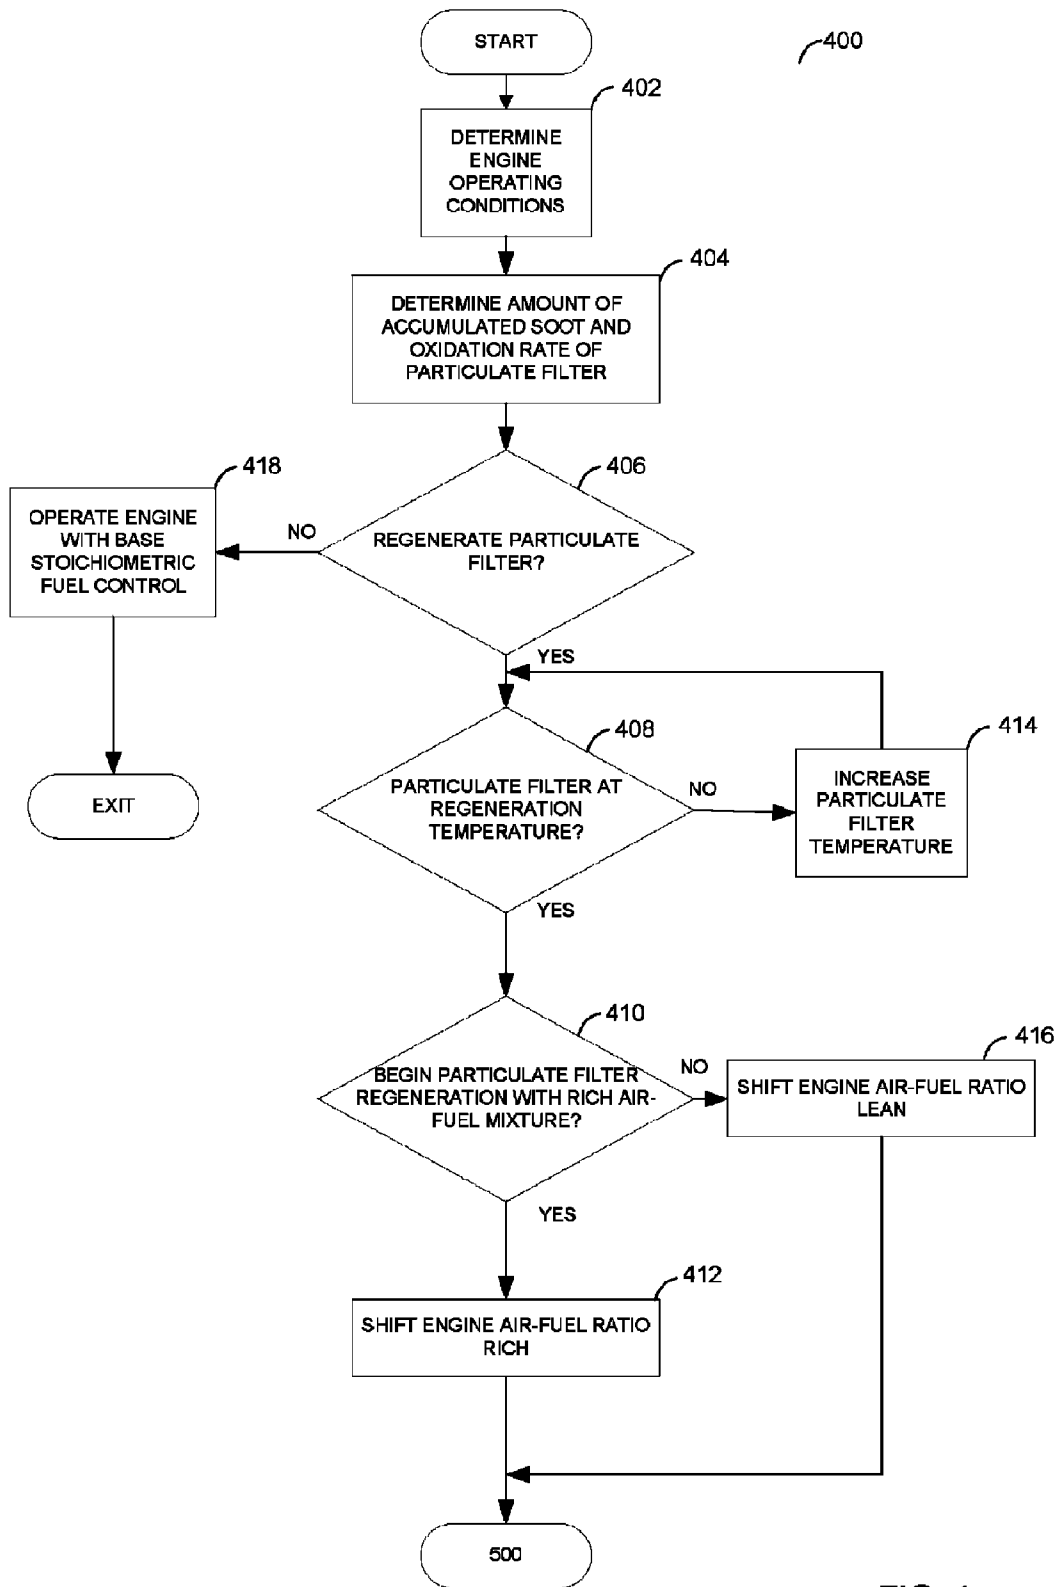 START
400
402
DETERMINE
ENGINE
OPERATING
CONDITIONS
404
DETERMINE AMOUNT OF
ACCUMULATED SOOT AND
OXIDATION RATE OF
PARTICULATE FILTER
406
REGENERATE PARTICULATE
FILTER?
NO
418
OPERATE ENGINE
WITH BASE
STOICHIOMETRIC
FUEL CONTROL
EXIT
YES
408
PARTICULATE FILTER AT
REGENERATION
TEMPERATURE?
NO
414
INCREASE
PARTICULATE
FILTER
TEMPERATURE
YES
410
BEGIN PARTICULATE FILTER
REGENERATION WITH RICH AIR-
FUEL MIXTURE?
NO
416
SHIFT ENGINE AIR-FUEL RATIO
LEAN
YES
412
SHIFT ENGINE AIR-FUEL RATIO
RICH
500